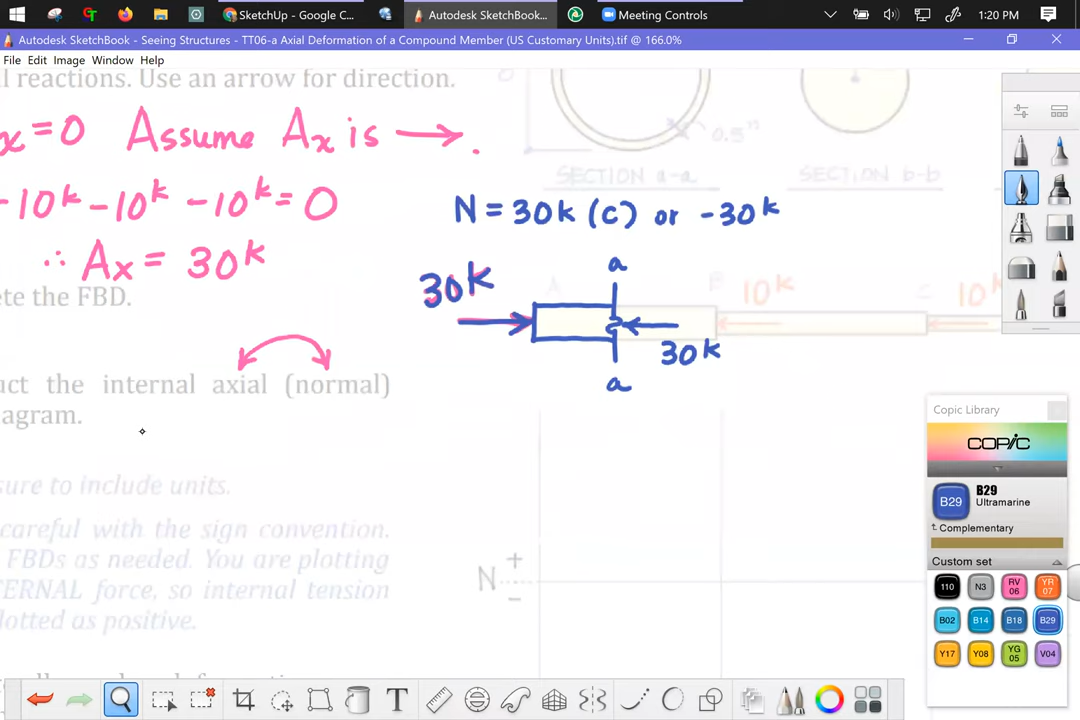 SketchUp - Google C...
Autodesk SketchBook...
Meeting Controls
1:20 PM
Autodesk SketchBook - Seeing Structures - TT06-a Axial Deformation of a Compound Member (US Customary Units).tif @ 166.0%
File Edit Image Window Help
l reactions. Use an arrow for direction.
x = 0 Assume Ax is → .
-10k -10k -10k = 0
∴ Ax = 30k
ete the FBD.
uct the internal axial (normal)
agram.
sure to include units.
careful with the sign convention.
FBDs as needed. You are plotting
TERNAL force, so internal tension
lotted as positive.
0
0.5"
SECTION a-a
SECTION b-b
N = 30k (C) or -30k
a
30k
A
B
10k
C
10k
30k
a
+
N
-
Copic Library
COPIC
B29
B29
Ultramarine
Complementary
Custom set
110
N3
RV 06
YR 07
B02
B14
B18
B29
Y17
Y08
YG 05
V04
T